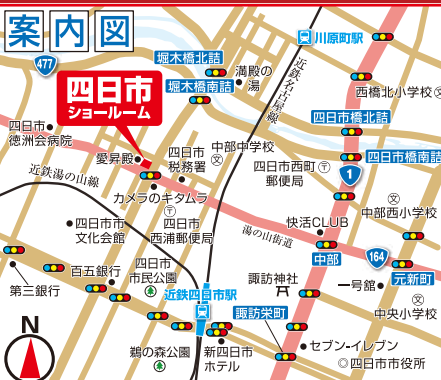 案内図
477
堀木橋北詰
堀木橋南詰
満殿の
湯
川原町駅
近鉄名古屋線
西橋北小学校
文
四日市橋北詰
四日市橋南詰
四日市
ショールーム
四日市
徳洲会病院
愛昇殿
四日市
税務署
中部中学校
文
四日市西町
郵便局
1
近鉄湯の山線
カメラのキタムラ
四日市
西浦郵便局
四日市市
文化会館
快活CLUB
湯の山街道
文
中部西小学校
中部
164
元新町
四日市
市民公園
百五銀行
第三銀行
近鉄四日市駅
諏訪神社
一号館
文
中央小学校
諏訪栄町
N
鵜の森公園
新四日市
ホテル
セブン-イレブン
四日市市役所